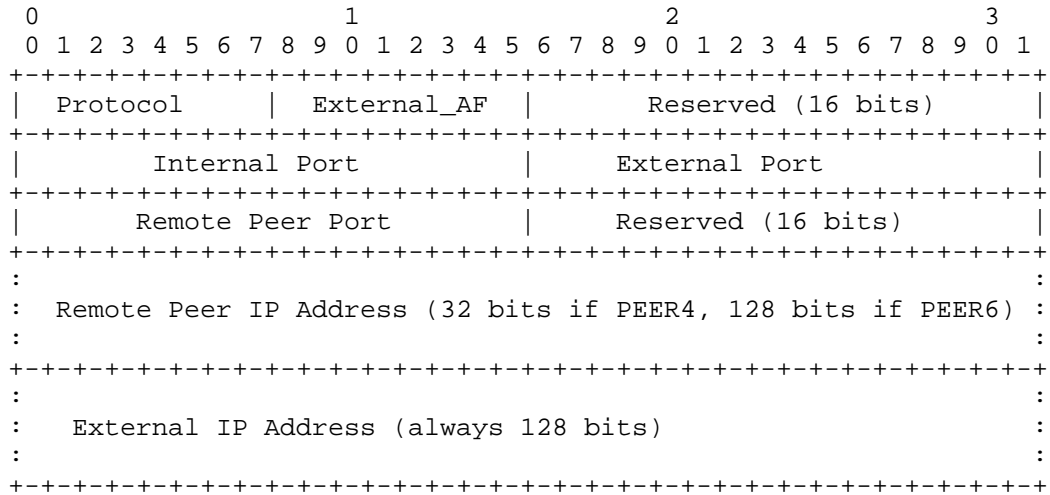 0                   1                   2                   3
 0 1 2 3 4 5 6 7 8 9 0 1 2 3 4 5 6 7 8 9 0 1 2 3 4 5 6 7 8 9 0 1
+-+-+-+-+-+-+-+-+-+-+-+-+-+-+-+-+-+-+-+-+-+-+-+-+-+-+-+-+-+-+-+-+
|  Protocol     |  External_AF  |       Reserved (16 bits)      |
+-+-+-+-+-+-+-+-+-+-+-+-+-+-+-+-+-+-+-+-+-+-+-+-+-+-+-+-+-+-+-+-+
|        Internal Port          |     External Port             |
+-+-+-+-+-+-+-+-+-+-+-+-+-+-+-+-+-+-+-+-+-+-+-+-+-+-+-+-+-+-+-+-+
|       Remote Peer Port        |     Reserved (16 bits)        |
+-+-+-+-+-+-+-+-+-+-+-+-+-+-+-+-+-+-+-+-+-+-+-+-+-+-+-+-+-+-+-+-+
:                                                               :
:  Remote Peer IP Address (32 bits if PEER4, 128 bits if PEER6) :
:                                                               :
+-+-+-+-+-+-+-+-+-+-+-+-+-+-+-+-+-+-+-+-+-+-+-+-+-+-+-+-+-+-+-+-+
:                                                               :
:   External IP Address (always 128 bits)                       :
:                                                               :
+-+-+-+-+-+-+-+-+-+-+-+-+-+-+-+-+-+-+-+-+-+-+-+-+-+-+-+-+-+-+-+-+